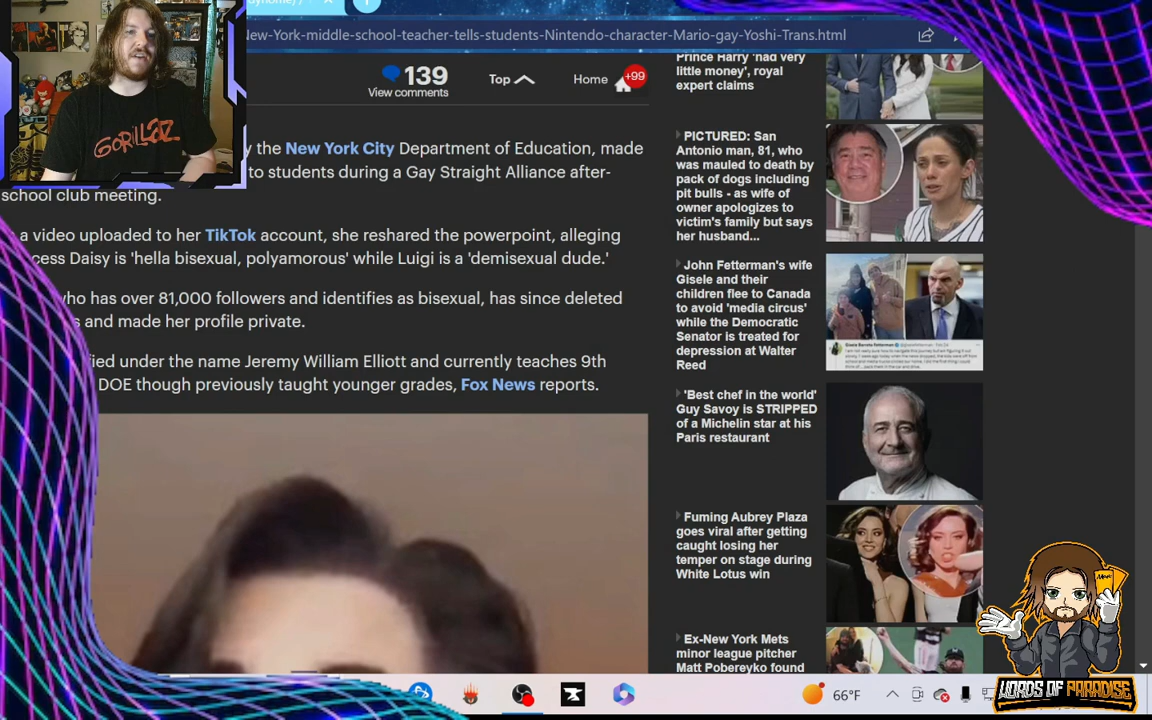 New-York-middle-school-teacher-tells-students-Nintendo-character-Mario-gay-Yoshi-Trans.html
139
View comments
Top
Home
+99
GORILLAZ
the New York City Department of Education, made
to students during a Gay Straight Alliance after-
school club meeting.
a video uploaded to her TikTok account, she reshared the powerpoint, alleging
cess Daisy is 'hella bisexual, polyamorous' while Luigi is a 'demisexual dude.'
who has over 81,000 followers and identifies as bisexual, has since deleted
and made her profile private.
fied under the name Jeremy William Elliott and currently teaches 9th
DOE though previously taught younger grades, Fox News reports.
Prince Harry 'had very
little money', royal
expert claims
PICTURED: San
Antonio man, 81, who
was mauled to death by
pack of dogs including
pit bulls - as wife of
owner apologizes to
victim's family but says
her husband...
John Fetterman's wife
Gisele and their
children flee to Canada
to avoid 'media circus'
while the Democratic
Senator is treated for
depression at Walter
Reed
'Best chef in the world'
Guy Savoy is STRIPPED
of a Michelin star at his
Paris restaurant
Fuming Aubrey Plaza
goes viral after getting
caught losing her
temper on stage during
White Lotus win
Ex-New York Mets
minor league pitcher
Matt Pobereyko found
66°F
WORDS OF PARADISE